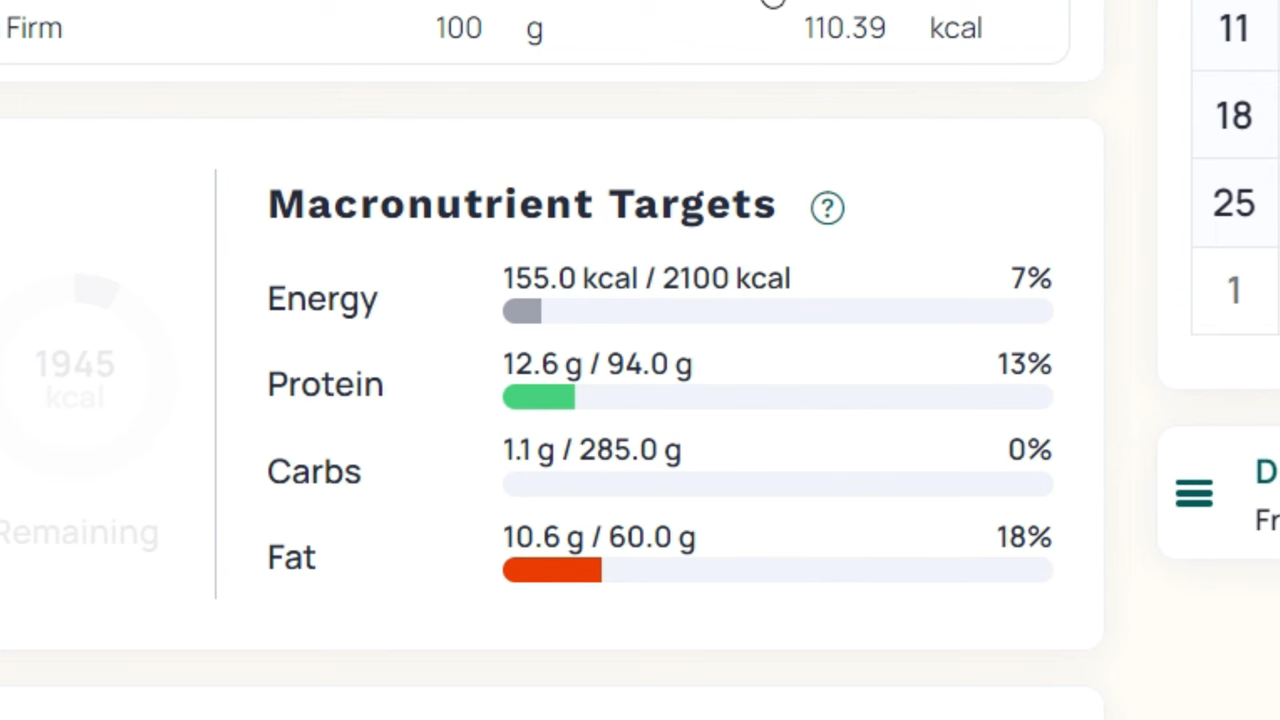 Firm 100 g 110.39 kcal
Macronutrient Targets ?
Energy 155.0 kcal / 2100 kcal 7%
Protein 12.6 g / 94.0 g 13%
Carbs 1.1 g / 285.0 g 0%
Fat 10.6 g / 60.0 g 18%
1945
kcal
Remaining
11
18
25
1
D
Fr